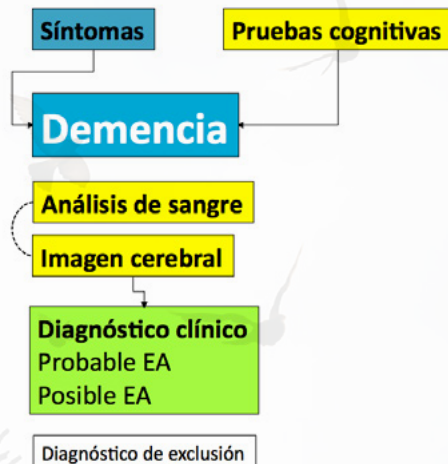 Síntomas
Pruebas cognitivas
Demencia
Análisis de sangre
Imagen cerebral
Diagnóstico clínico
Probable EA
Posible EA
Diagnóstico de exclusión